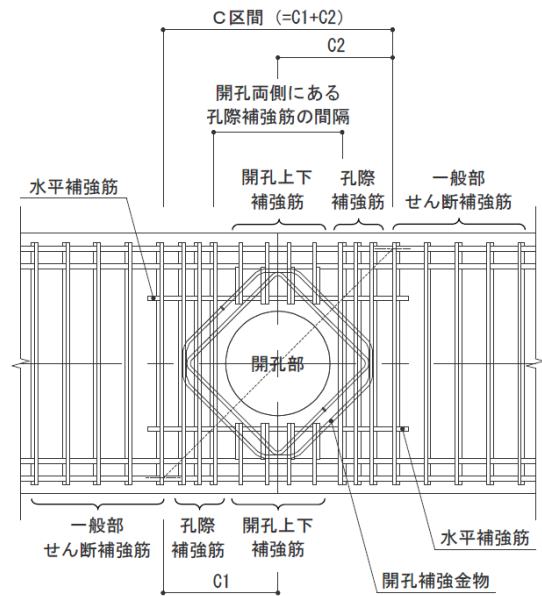 C区間（=C1+C2）
C2
開孔両側にある
孔際補強筋の間隔
水平補強筋
開孔上下
補強筋
孔際
補強筋
一般部
せん断補強筋
開孔部
一般部
せん断補強筋
孔際
補強筋
開孔上下
補強筋
水平補強筋
C1
開孔補強金物